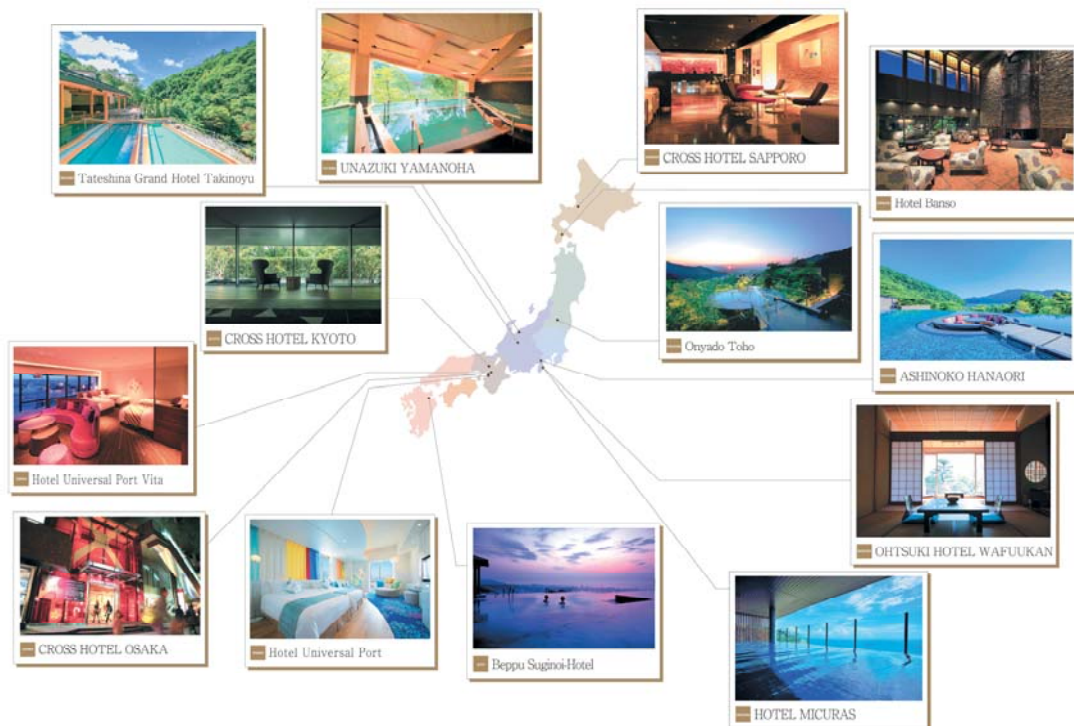 Tateshina Grand Hotel Takinoyu
UNAZUKI YAMANOHA
CROSS HOTEL SAPPORO
Hotel Banso
CROSS HOTEL KYOTO
Onyado Toho
ASHINOKO HANAORI
Hotel Universal Port Vita
OHTSUKI HOTEL WAFUUKAN
CROSS HOTEL OSAKA
Hotel Universal Port
Beppu Suginoi-Hotel
HOTEL MICURAS